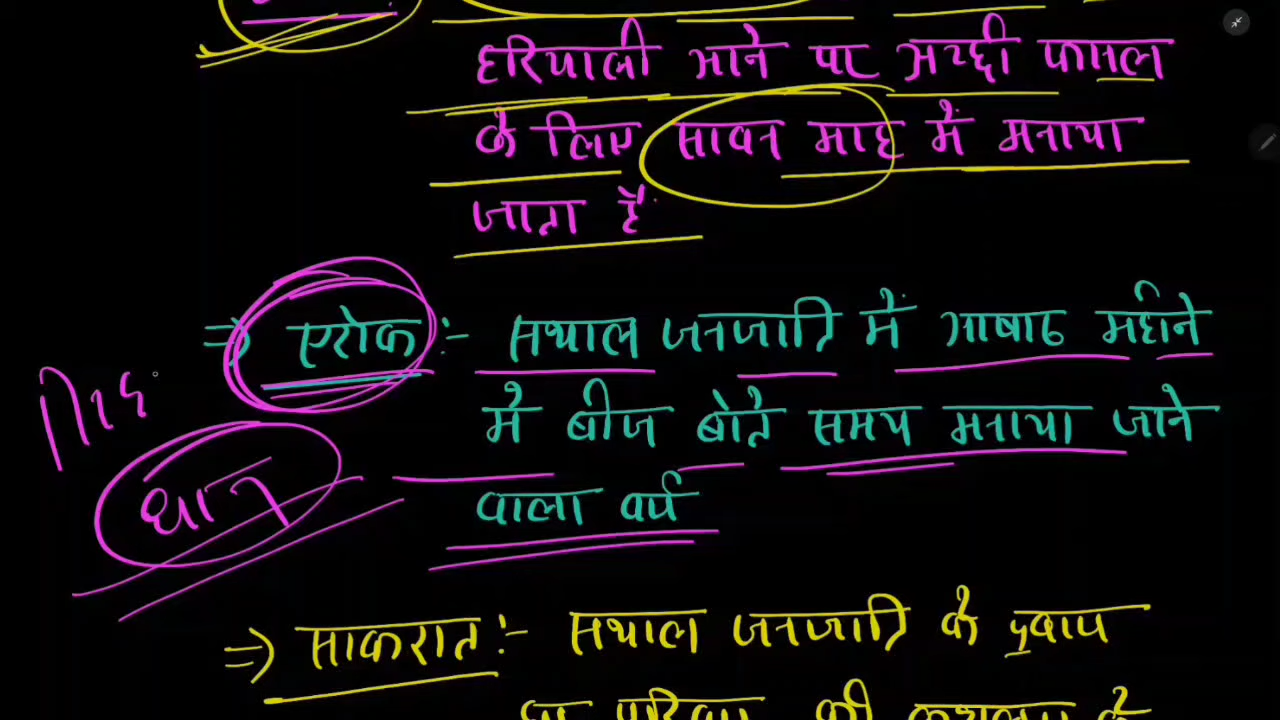 हरियाली आने पर अच्छी फसल
के लिए सावन माह में मनाया
जाता है
⇒ एरोक :- संथाल जनजाति में आषाढ महीने
में बीज बोते समय मनाया जाने
वाला पर्व
धान
⇒ साकरात :- संथाल जनजाति के द्वारा